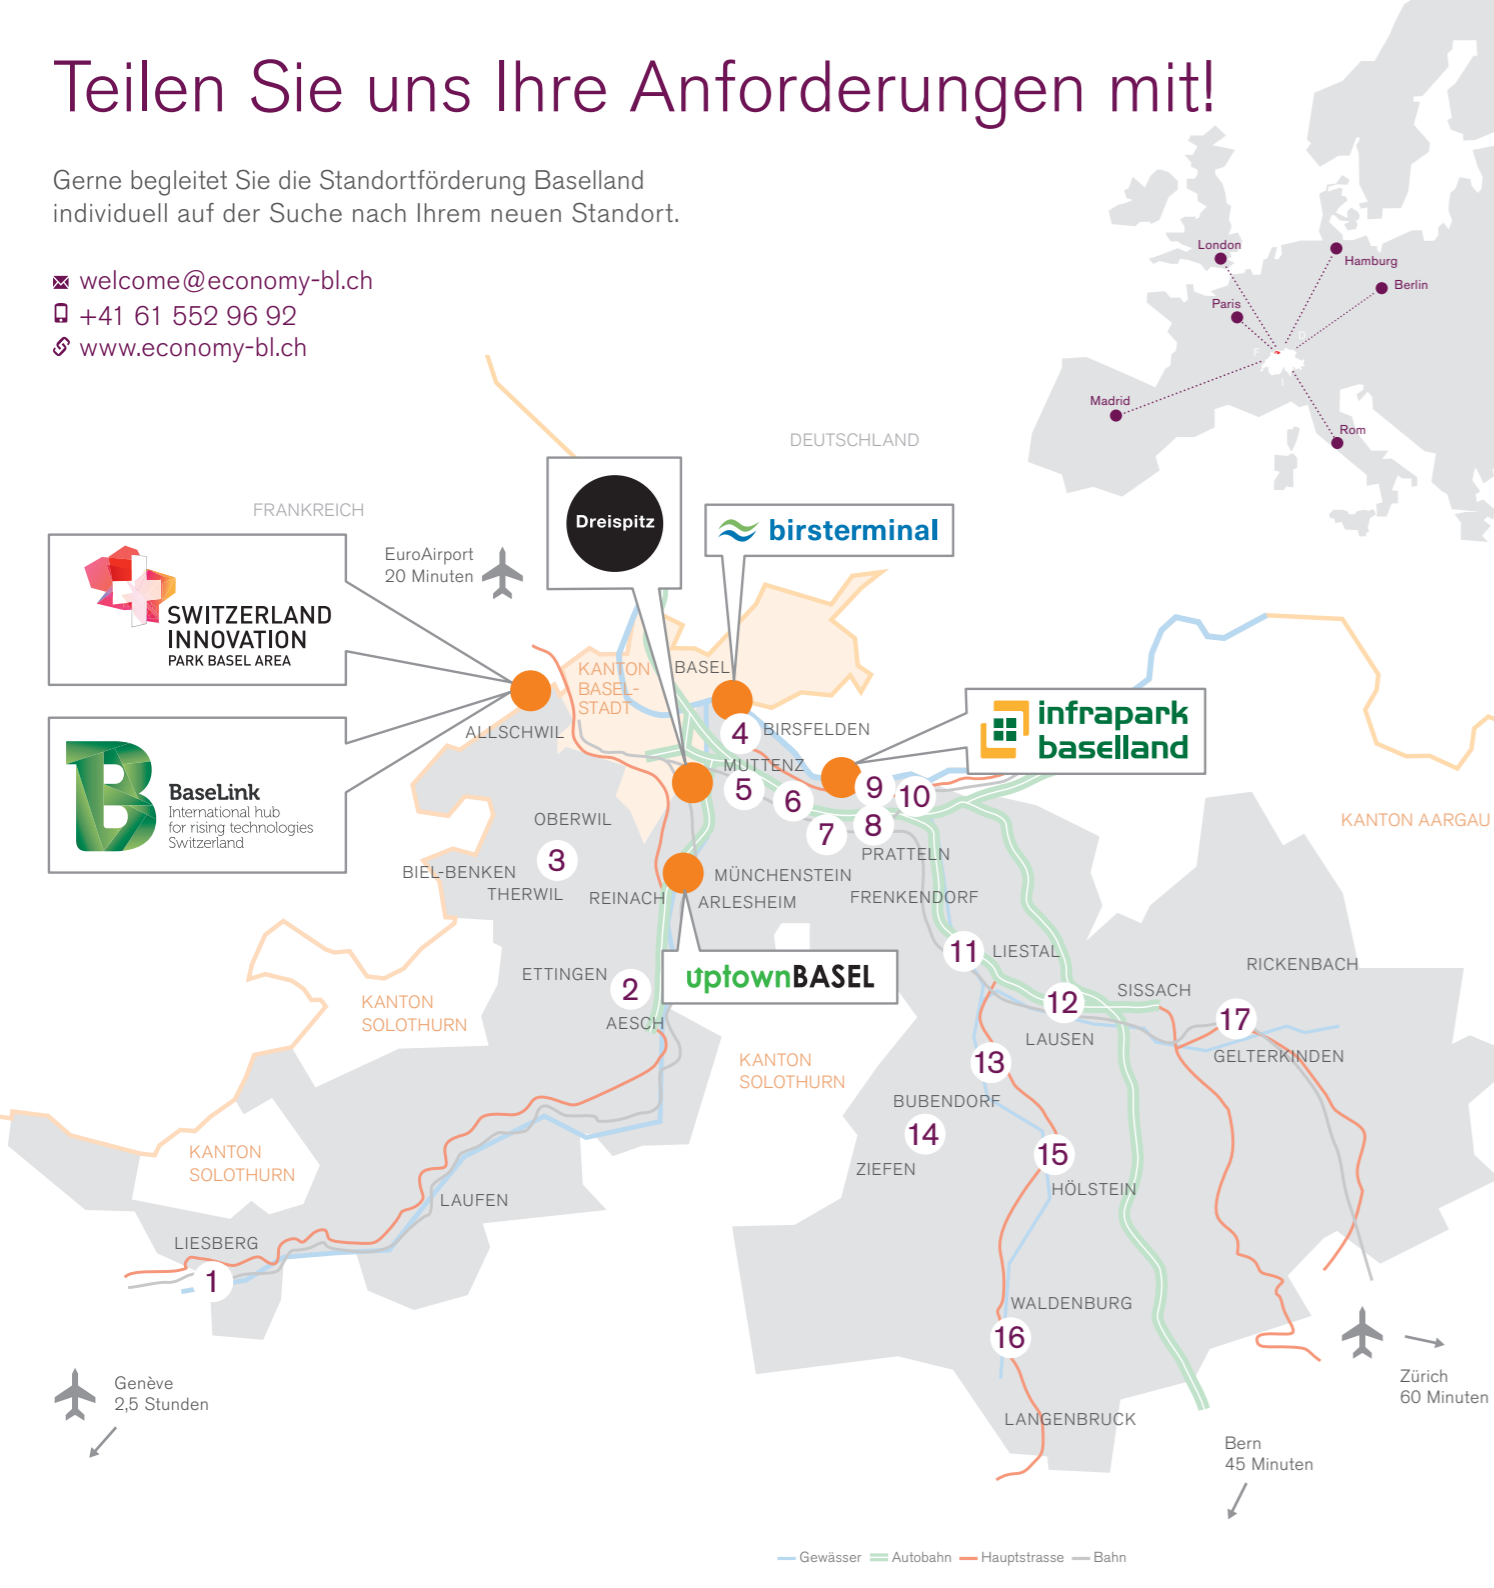 Teilen Sie uns Ihre Anforderungen mit!
Gerne begleitet Sie die Standortförderung Baselland
individuell auf der Suche nach Ihrem neuen Standort.
welcome@economy-bl.ch
+41 61 552 96 92
www.economy-bl.ch
London
Hamburg
Berlin
Paris
F
D
Madrid
Rom
DEUTSCHLAND
FRANKREICH
EuroAirport
20 Minuten
Dreispitz
birsterminal
SWITZERLAND
INNOVATION
PARK BASEL AREA
BaseLink
International hub
for rising technologies
Switzerland
infrapark
baselland
uptownBASEL
KANTON
BASEL-
STADT
BASEL
ALLSCHWIL
4
BIRSFELDEN
MUTTENZ
5
6
7
8
9
10
PRATTELN
OBERWIL
3
BIEL-BENKEN
THERWIL
REINACH
MÜNCHENSTEIN
ARLESHEIM
FRENKENDORF
KANTON AARGAU
11
LIESTAL
ETTINGEN
2
AESCH
12
LAUSEN
SISSACH
RICKENBACH
17
GELTERKINDEN
KANTON
SOLOTHURN
KANTON
SOLOTHURN
13
BUBENDORF
14
ZIEFEN
15
HÖLSTEIN
KANTON
SOLOTHURN
LAUFEN
LIESBERG
1
WALDENBURG
16
LANGENBRUCK
Genève
2,5 Stunden
Zürich
60 Minuten
Bern
45 Minuten
Gewässer Autobahn Hauptstrasse Bahn